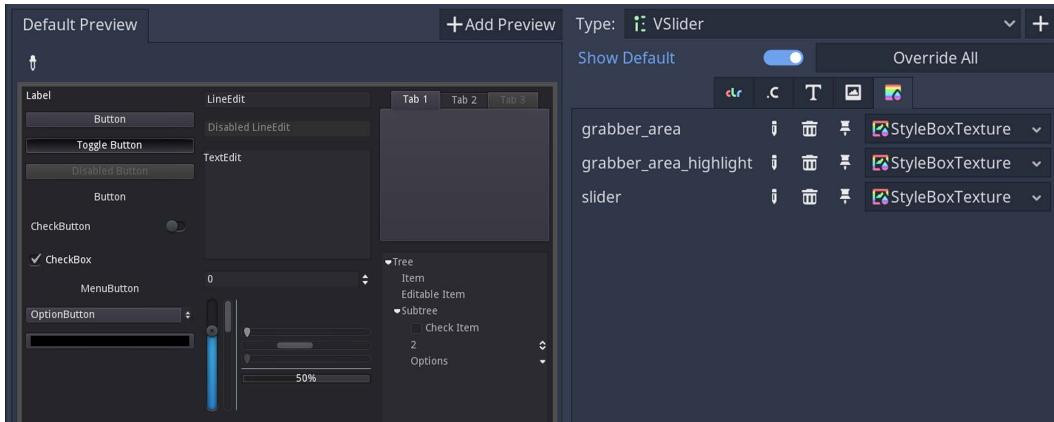 Default Preview
Add Preview
Type: VSlider
Show Default
Override All
clr .C T
Label
Button
Toggle Button
Disabled Button
Button
CheckButton
CheckBox
MenuButton
OptionButton
LineEdit
Disabled LineEdit
TextEdit
0
50%
Tab 1 Tab 2 Tab 3
Tree
Item
Editable Item
Subtree
Check Item
2
Options
grabber_area StyleBoxTexture
grabber_area_highlight StyleBoxTexture
slider StyleBoxTexture